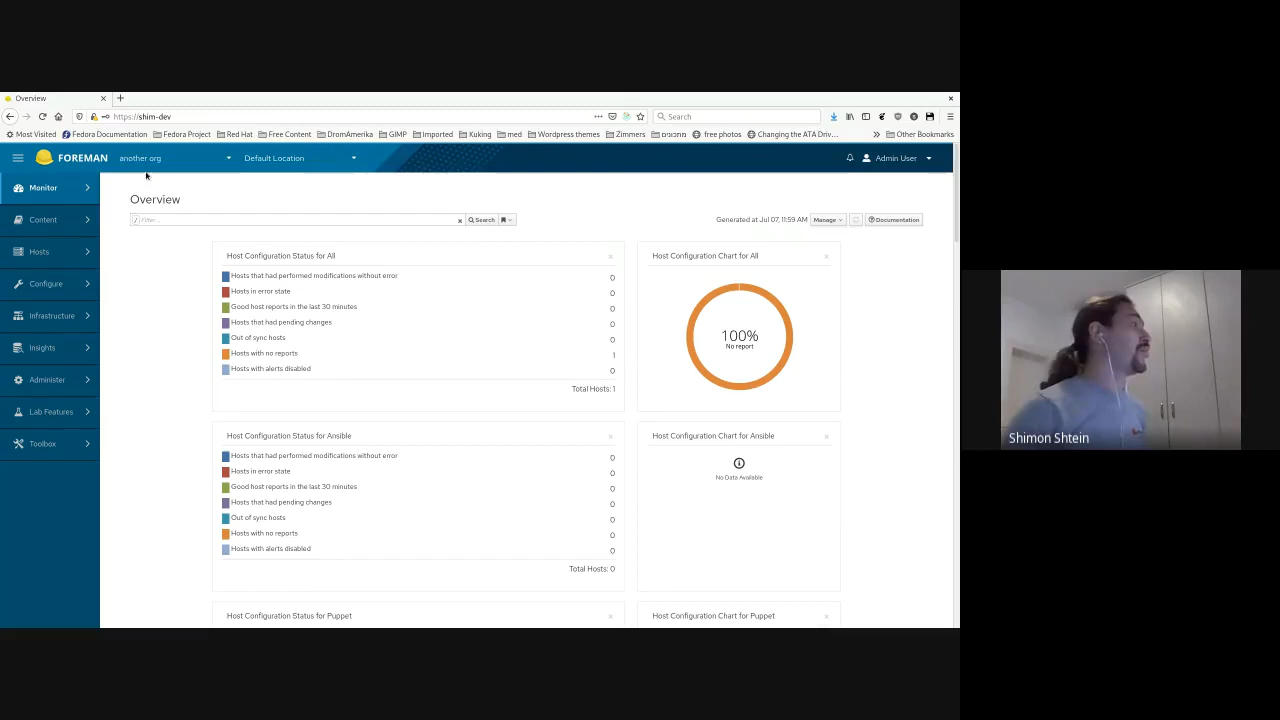 Overview
https://shim-dev
Search
Most Visited
Fedora Documentation
Fedora Project
Red Hat
Free Content
DromAmerika
GIMP
Imported
Kuking
med
Wordpress themes
Zimmers
מתכונים
free photos
Changing the ATA Driv...
Other Bookmarks
FOREMAN
another org
Default Location
Admin User
Monitor
Content
Hosts
Configure
Infrastructure
Insights
Administer
Lab Features
Toolbox
Overview
Filter ...
Search
Generated at Jul 07, 11:59 AM
Manage
Documentation
Host Configuration Status for All
Hosts that had performed modifications without error 0
Hosts in error state 0
Good host reports in the last 30 minutes 0
Hosts that had pending changes 0
Out of sync hosts 0
Hosts with no reports 1
Hosts with alerts disabled 0
Total Hosts: 1
Host Configuration Chart for All
100%
No report
Host Configuration Status for Ansible
Hosts that had performed modifications without error 0
Hosts in error state 0
Good host reports in the last 30 minutes 0
Hosts that had pending changes 0
Out of sync hosts 0
Hosts with no reports 0
Hosts with alerts disabled 0
Total Hosts: 0
Host Configuration Chart for Ansible
No Data Available
Host Configuration Status for Puppet
Host Configuration Chart for Puppet
Shimon Shtein